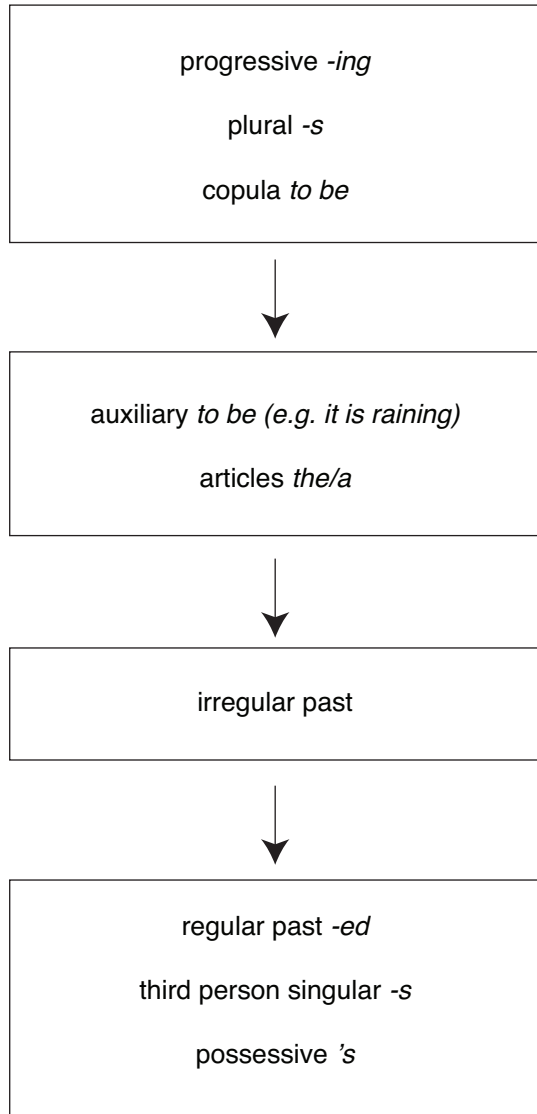 progressive -ing
plural -s
copula to be
auxiliary to be (e.g. it is raining)
articles the/a
irregular past
regular past -ed
third person singular -s
possessive ’s